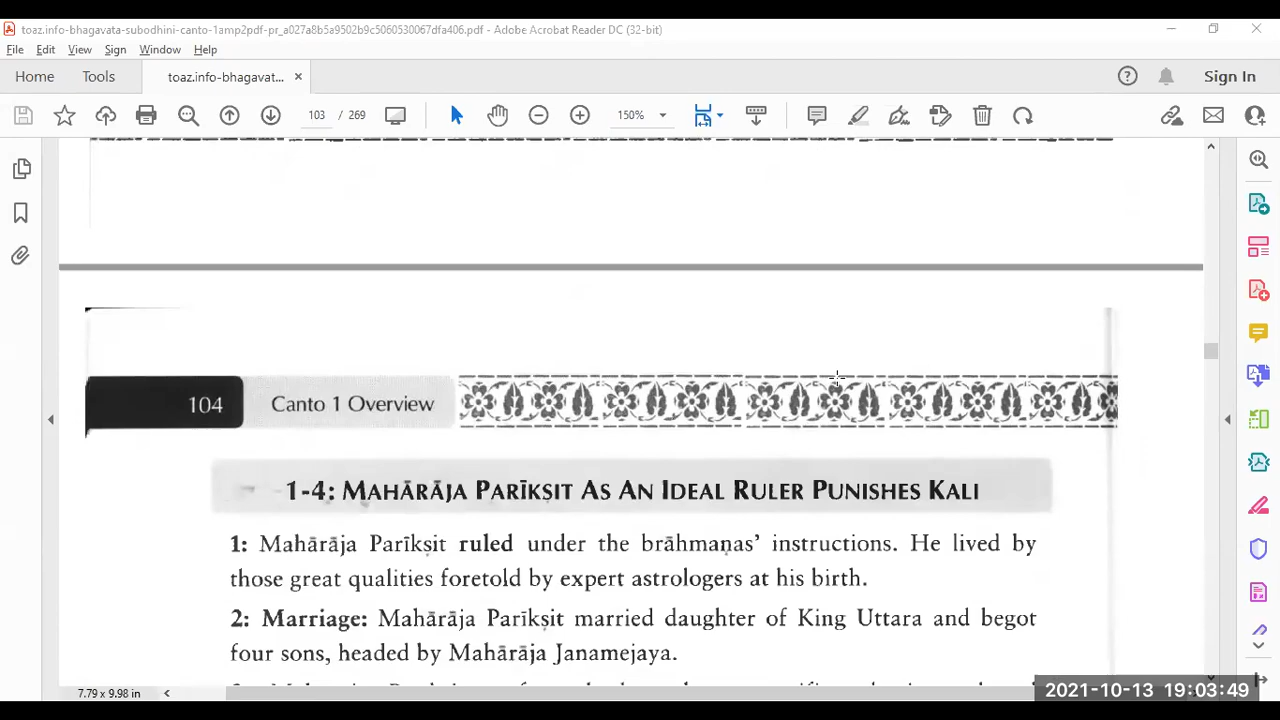 toaz.info-bhagavata-subodhini-canto-1amp2pdf-pr_a027a8b5a9502b9c5060530067dfa406.pdf - Adobe Acrobat Reader DC (32-bit)
File Edit View Sign Window Help
Home Tools toaz.info-bhagavat... × Sign In
103 / 269 150%
104 Canto 1 Overview
1-4: MAHĀRĀJA PARĪKṢIT AS AN IDEAL RULER PUNISHES KALI
1: Mahārāja Parīkṣit ruled under the brāhmaṇas’ instructions. He lived by
those great qualities foretold by expert astrologers at his birth.
2: Marriage: Mahārāja Parīkṣit married daughter of King Uttara and begot
four sons, headed by Mahārāja Janamejaya.
7.79 x 9.98 in
2021-10-13 19:03:49